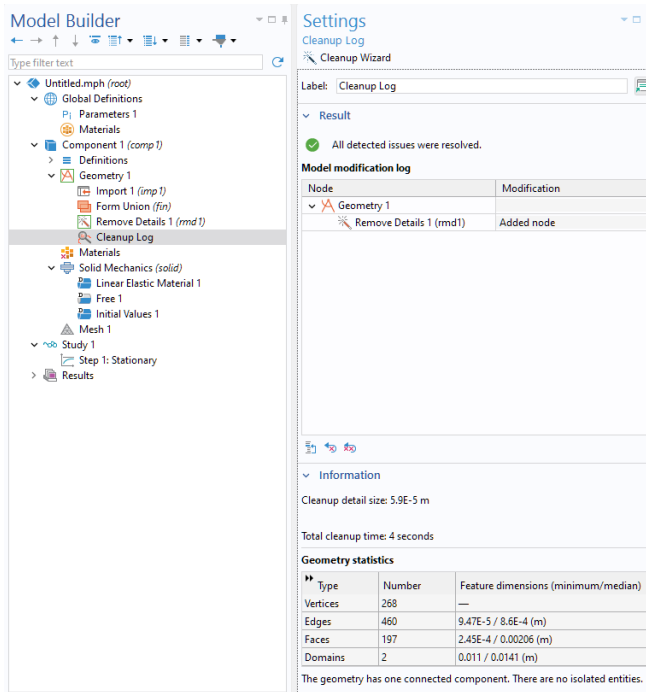 Model Builder
Type filter text
Untitled.mph (root)
Global Definitions
Pi Parameters 1
Materials
Component 1 (comp1)
Definitions
Geometry 1
Import 1 (imp1)
Form Union (fin)
Remove Details 1 (rmd1)
Cleanup Log
Materials
Solid Mechanics (solid)
Linear Elastic Material 1
Free 1
Initial Values 1
Mesh 1
Study 1
Step 1: Stationary
Results
Settings
Cleanup Log
Cleanup Wizard
Label: Cleanup Log
Result
All detected issues were resolved.
Model modification log
Node Modification
Geometry 1
Remove Details 1 (rmd1) Added node
Information
Cleanup detail size: 5.9E-5 m
Total cleanup time: 4 seconds
Geometry statistics
Type Number Feature dimensions (minimum/median)
Vertices 268 —
Edges 460 9.47E-5 / 8.6E-4 (m)
Faces 197 2.45E-4 / 0.00206 (m)
Domains 2 0.011 / 0.0141 (m)
The geometry has one connected component. There are no isolated entities.